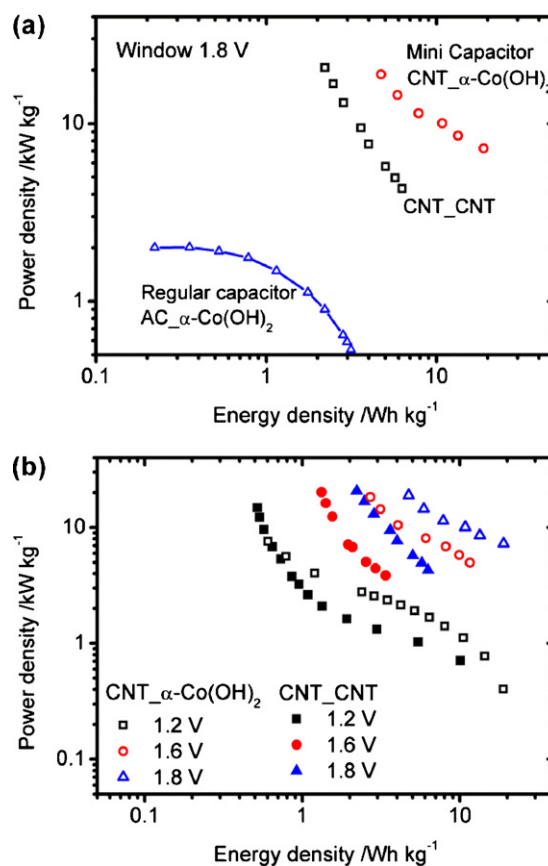 (a)
Window 1.8 V
Mini Capacitor
CNT_α-Co(OH)₂
CNT_CNT
Regular capacitor
AC_α-Co(OH)₂
Power density /kW kg⁻¹
10
1
0.1
1
10
Energy density /Wh kg⁻¹
(b)
Power density /kW kg⁻¹
10
1
0.1
CNT_α-Co(OH)₂ CNT_CNT
1.2 V 1.2 V
1.6 V 1.6 V
1.8 V 1.8 V
0.1
1
10
Energy density /Wh kg⁻¹